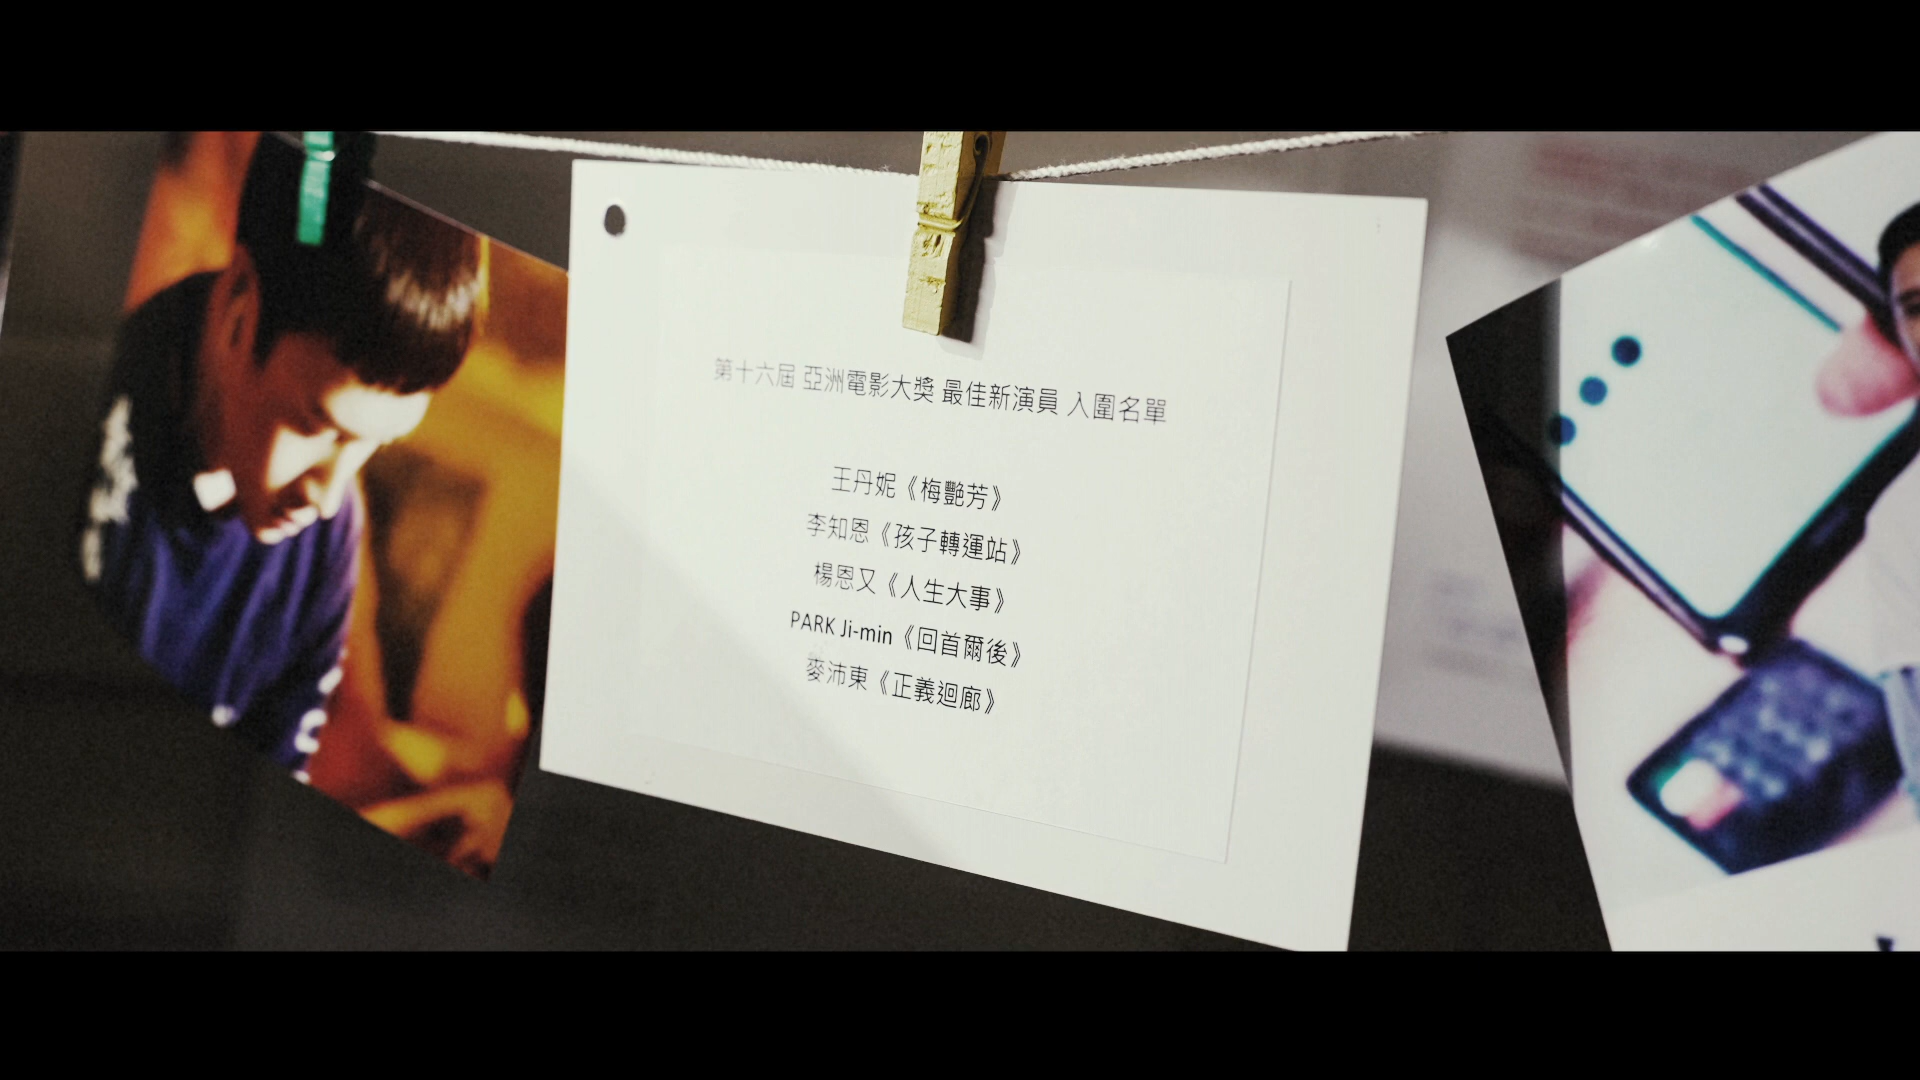 第十六屆 亞洲電影大獎 最佳新演員 入圍名單
王丹妮《梅艷芳》
李知恩《孩子轉運站》
楊恩又《人生大事》
PARK Ji-min《回首爾後》
麥沛東《正義迴廊》